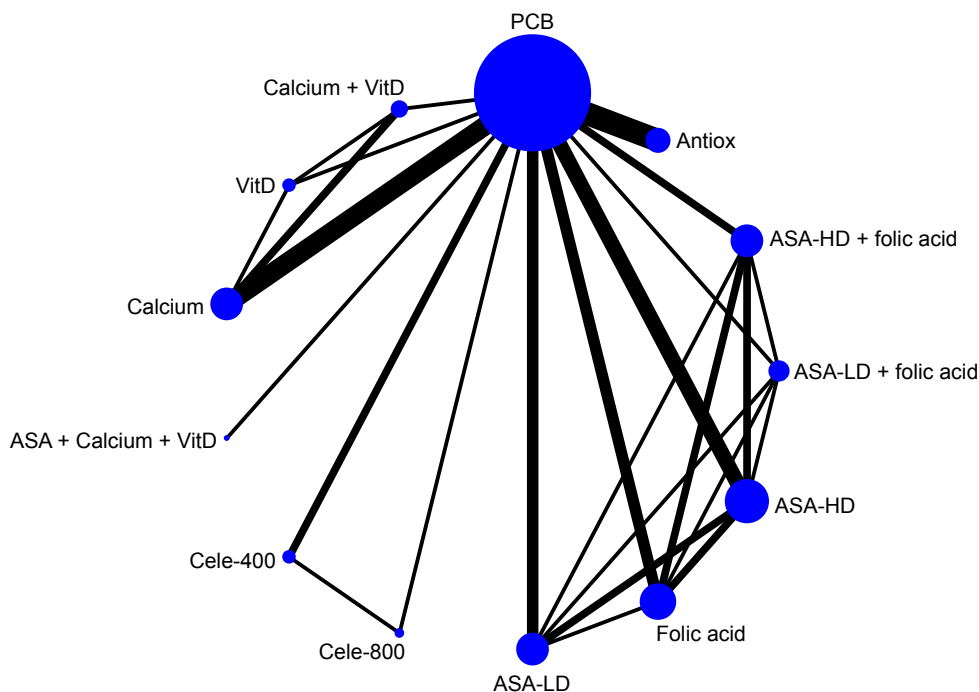 PCB
Calcium + VitD
Antiox
VitD
ASA-HD + folic acid
Calcium
ASA-LD + folic acid
ASA + Calcium + VitD
ASA-HD
Cele-400
Folic acid
Cele-800
ASA-LD